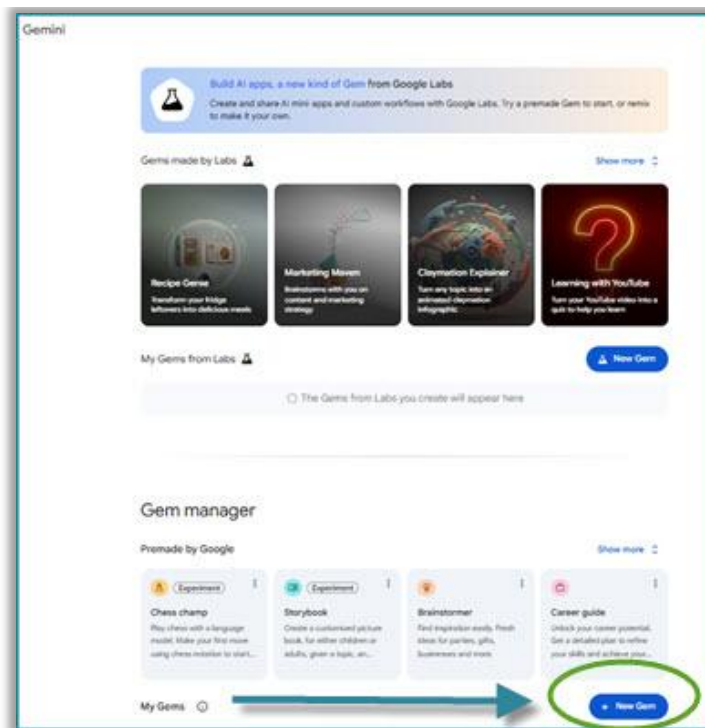 Gemini
Build AI apps, a new kind of Gem from Google Labs
Create and share AI mini apps and custom workflows with Google Labs. Try a premade Gem to start, or remix
to make it your own.
Gems made by Labs
Show more
Recipe Genie
Transform your fridge
leftovers into delicious meals
Marketing Maven
Brainstorms with you on
content and marketing
strategy
Claymation Explainer
Turn any topic into an
animated claymation
infographic
Learning with YouTube
Turn your YouTube video into a
quiz to help you learn
My Gems from Labs
New Gem
The Gems from Labs you create will appear here
Gem manager
Premade by Google
Show more
Experiment
Chess champ
Play chess with a language
model. Make your first move
using chess notation to start...
Experiment
Storybook
Create a customised picture
book, for either children or
adults, given a topic, an...
Brainstormer
Find inspiration easily. Fresh
ideas for parties, gifts,
businesses and more.
Career guide
Unlock your career potential.
Get a detailed plan to refine
your skills and achieve your...
My Gems
+ New Gem